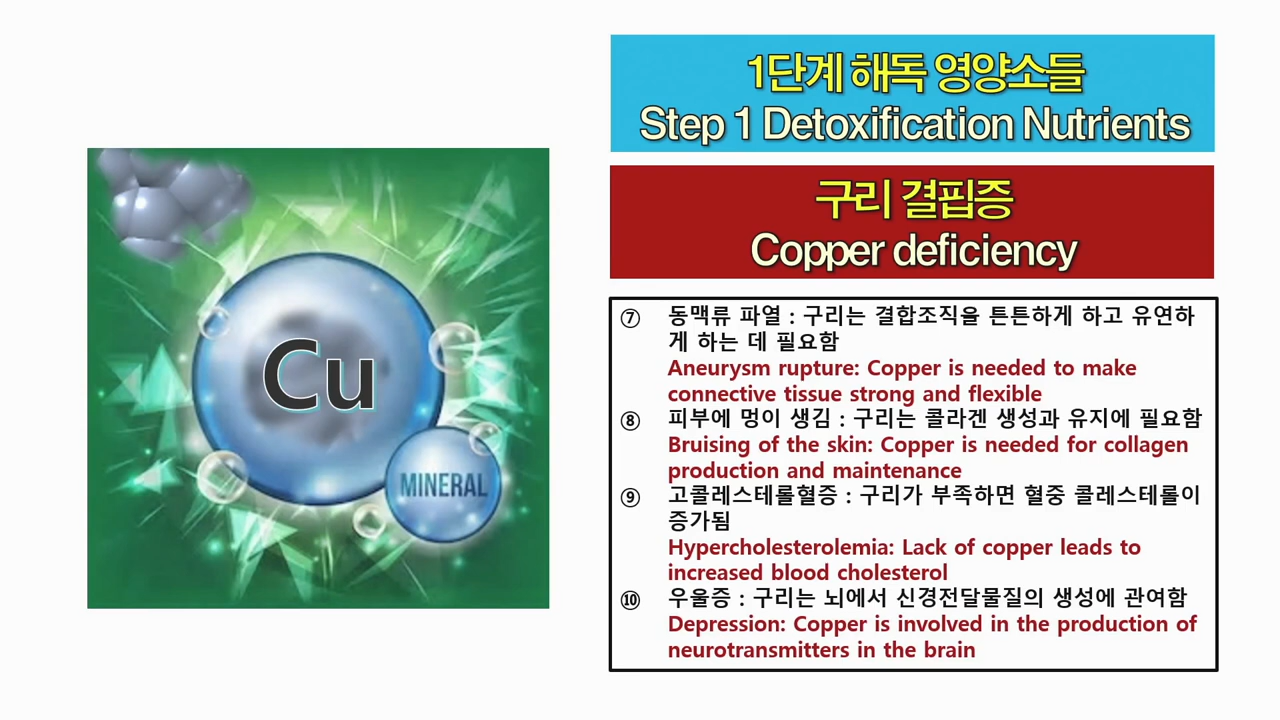 Cu
MINERAL
1단계 해독 영양소들
Step 1 Detoxification Nutrients
구리 결핍증
Copper deficiency
⑦ 동맥류 파열 : 구리는 결합조직을 튼튼하게 하고 유연하
게 하는 데 필요함
Aneurysm rupture: Copper is needed to make
connective tissue strong and flexible
⑧ 피부에 멍이 생김 : 구리는 콜라겐 생성과 유지에 필요함
Bruising of the skin: Copper is needed for collagen
production and maintenance
⑨ 고콜레스테롤혈증 : 구리가 부족하면 혈중 콜레스테롤이
증가됨
Hypercholesterolemia: Lack of copper leads to
increased blood cholesterol
⑩ 우울증 : 구리는 뇌에서 신경전달물질의 생성에 관여함
Depression: Copper is involved in the production of
neurotransmitters in the brain